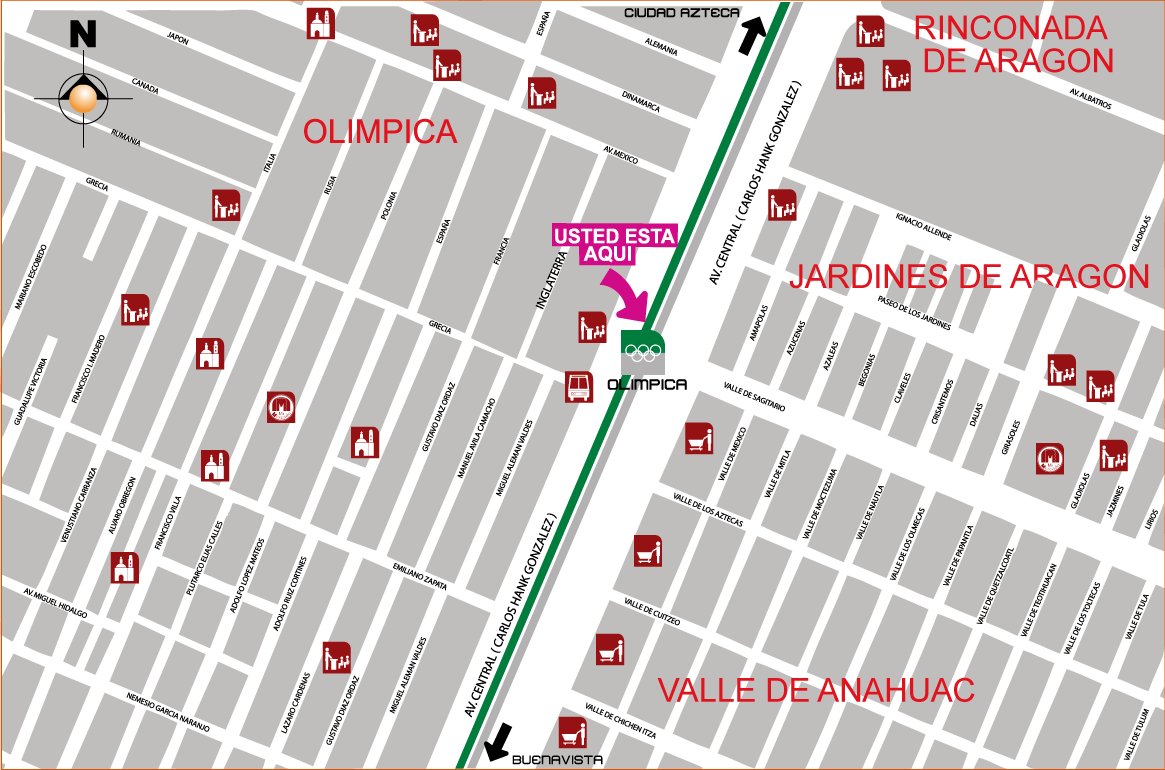 CIUDAD AZTECA
N
JAPON
CANADA
RUMANIA
GRECIA
ITALIA
OLIMPICA
RUSIA
POLONIA
ESPAÑA
ESPAÑA
FRANCIA
INGLATERRA
ALEMANIA
DINAMARCA
AV. MEXICO
RINCONADA
DE ARAGON
AV. ALBATROS
AV. CENTRAL ( CARLOS HANK GONZALEZ )
IGNACIO ALLENDE
GLADIOLAS
USTED ESTA
AQUI
JARDINES DE ARAGON
PASEO DE LOS JARDINES
MARIANO ESCOBEDO
GUADALUPE VICTORIA
FRANCISCO I. MADERO
GRECIA
OLIMPICA
AMAPOLAS
AZUCENAS
AZALEAS
BEGONIAS
CLAVELES
CRISANTEMOS
DALIAS
GIRASOLES
GLADIOLAS
JAZMINES
LIRIOS
VALLE DE SAGITARIO
GUSTAVO DIAZ ORDAZ
MANUEL AVILA CAMACHO
MIGUEL ALEMAN VALDES
VENUSTIANO CARRANZA
ALVARO OBREGON
FRANCISCO VILLA
PLUTARCO ELIAS CALLES
ADOLFO LOPEZ MATEOS
ADOLFO RUIZ CORTINES
EMILIANO ZAPATA
VALLE DE MEXICO
VALLE DE MITLA
VALLE DE MOCTEZUMA
VALLE DE NAUTLA
VALLE DE LOS OLMECAS
VALLE DE PAPANTLA
VALLE DE QUETZALCOATL
VALLE DE TEOTIHUACAN
VALLE DE LOS TOLTECAS
VALLE DE TULA
VALLE DE LOS AZTECAS
AV. MIGUEL HIDALGO
NEMESIO GARCIA NARANJO
LAZARO CARDENAS
GUSTAVO DIAZ ORDAZ
MIGUEL ALEMAN VALDES
AV. CENTRAL ( CARLOS HANK GONZALEZ )
VALLE DE CUITZEO
VALLE DE ANAHUAC
VALLE DE CHICHEN ITZA
VALLE DE TULUM
BUENAVISTA